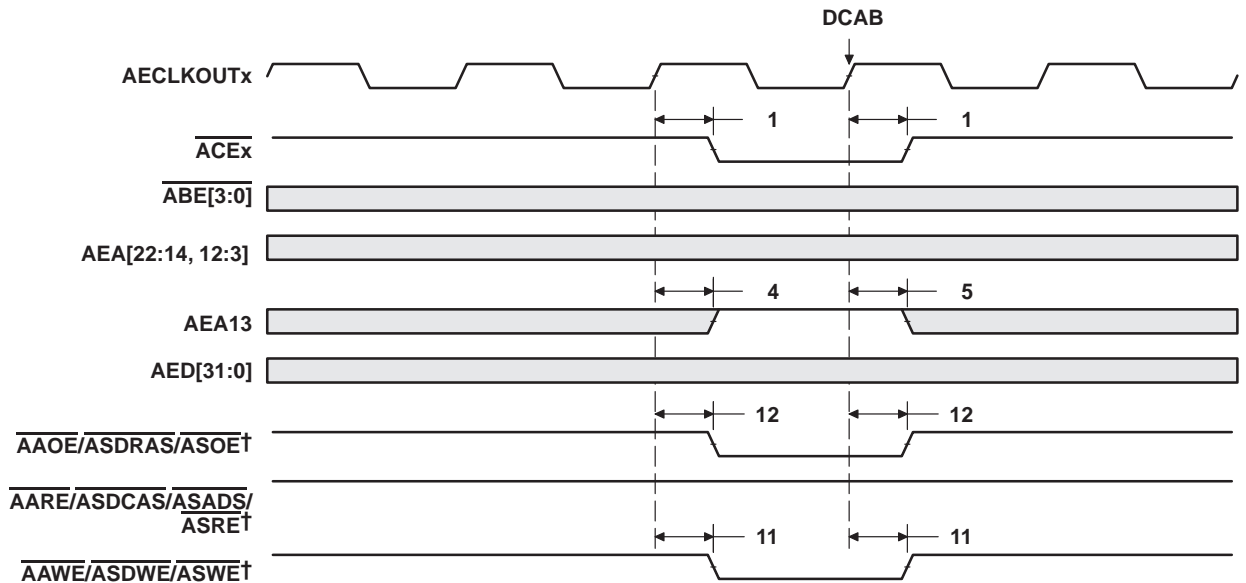 DCAB
AECLKOUTx
1 1
ACEx
ABE[3:0]
AEA[22:14, 12:3]
4 5
AEA13
AED[31:0]
12 12
AAOE/ASDRAS/ASOE†
AARE/ASDCAS/ASADS/
ASRE†
11 11
AAWE/ASDWE/ASWE†